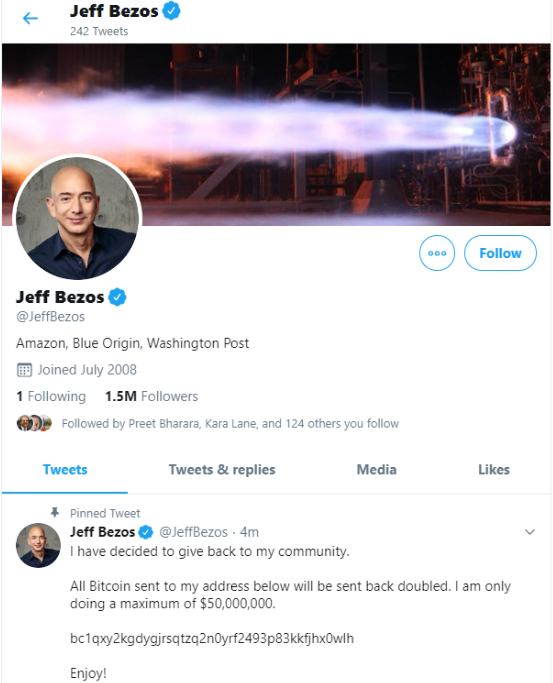 Jeff Bezos
242 Tweets
Follow
Jeff Bezos
@JeffBezos
Amazon, Blue Origin, Washington Post
Joined July 2008
1 Following 1.5M Followers
Followed by Preet Bharara, Kara Lane, and 124 others you follow
Tweets Tweets & replies Media Likes
Pinned Tweet
Jeff Bezos @JeffBezos · 4m
I have decided to give back to my community.
All Bitcoin sent to my address below will be sent back doubled. I am only
doing a maximum of $50,000,000.
bc1qxy2kgdygjrsqtzq2n0yrf2493p83kkfjhx0wlh
Enjoy!